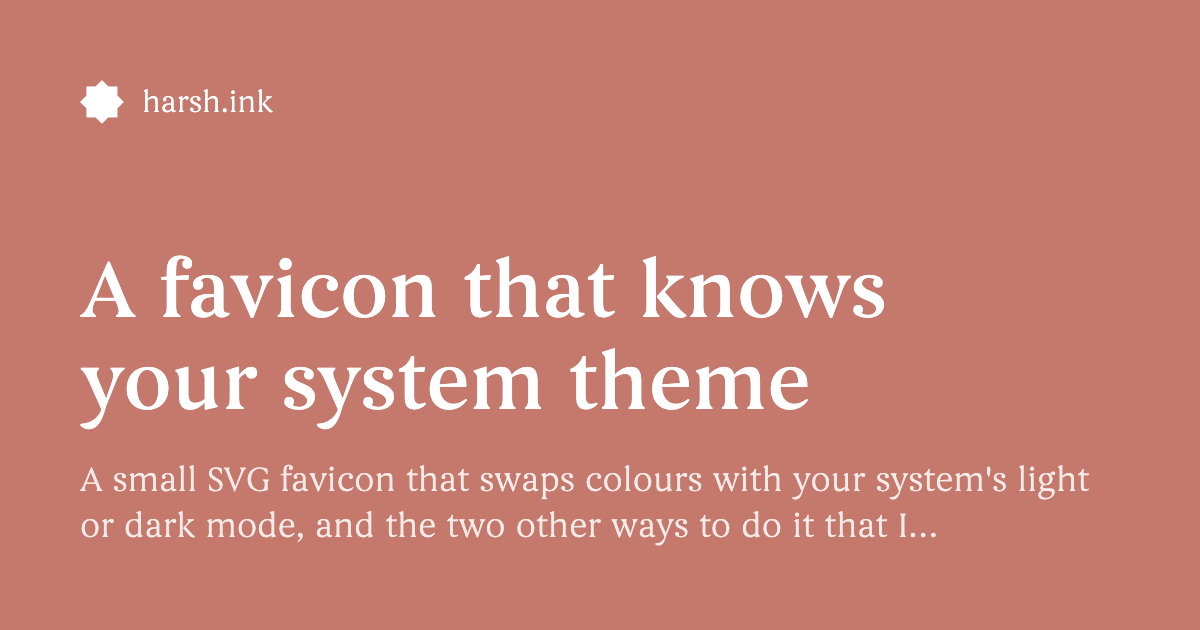 harsh.ink
A favicon that knows
your system theme
A small SVG favicon that swaps colours with your system's light
or dark mode, and the two other ways to do it that I...